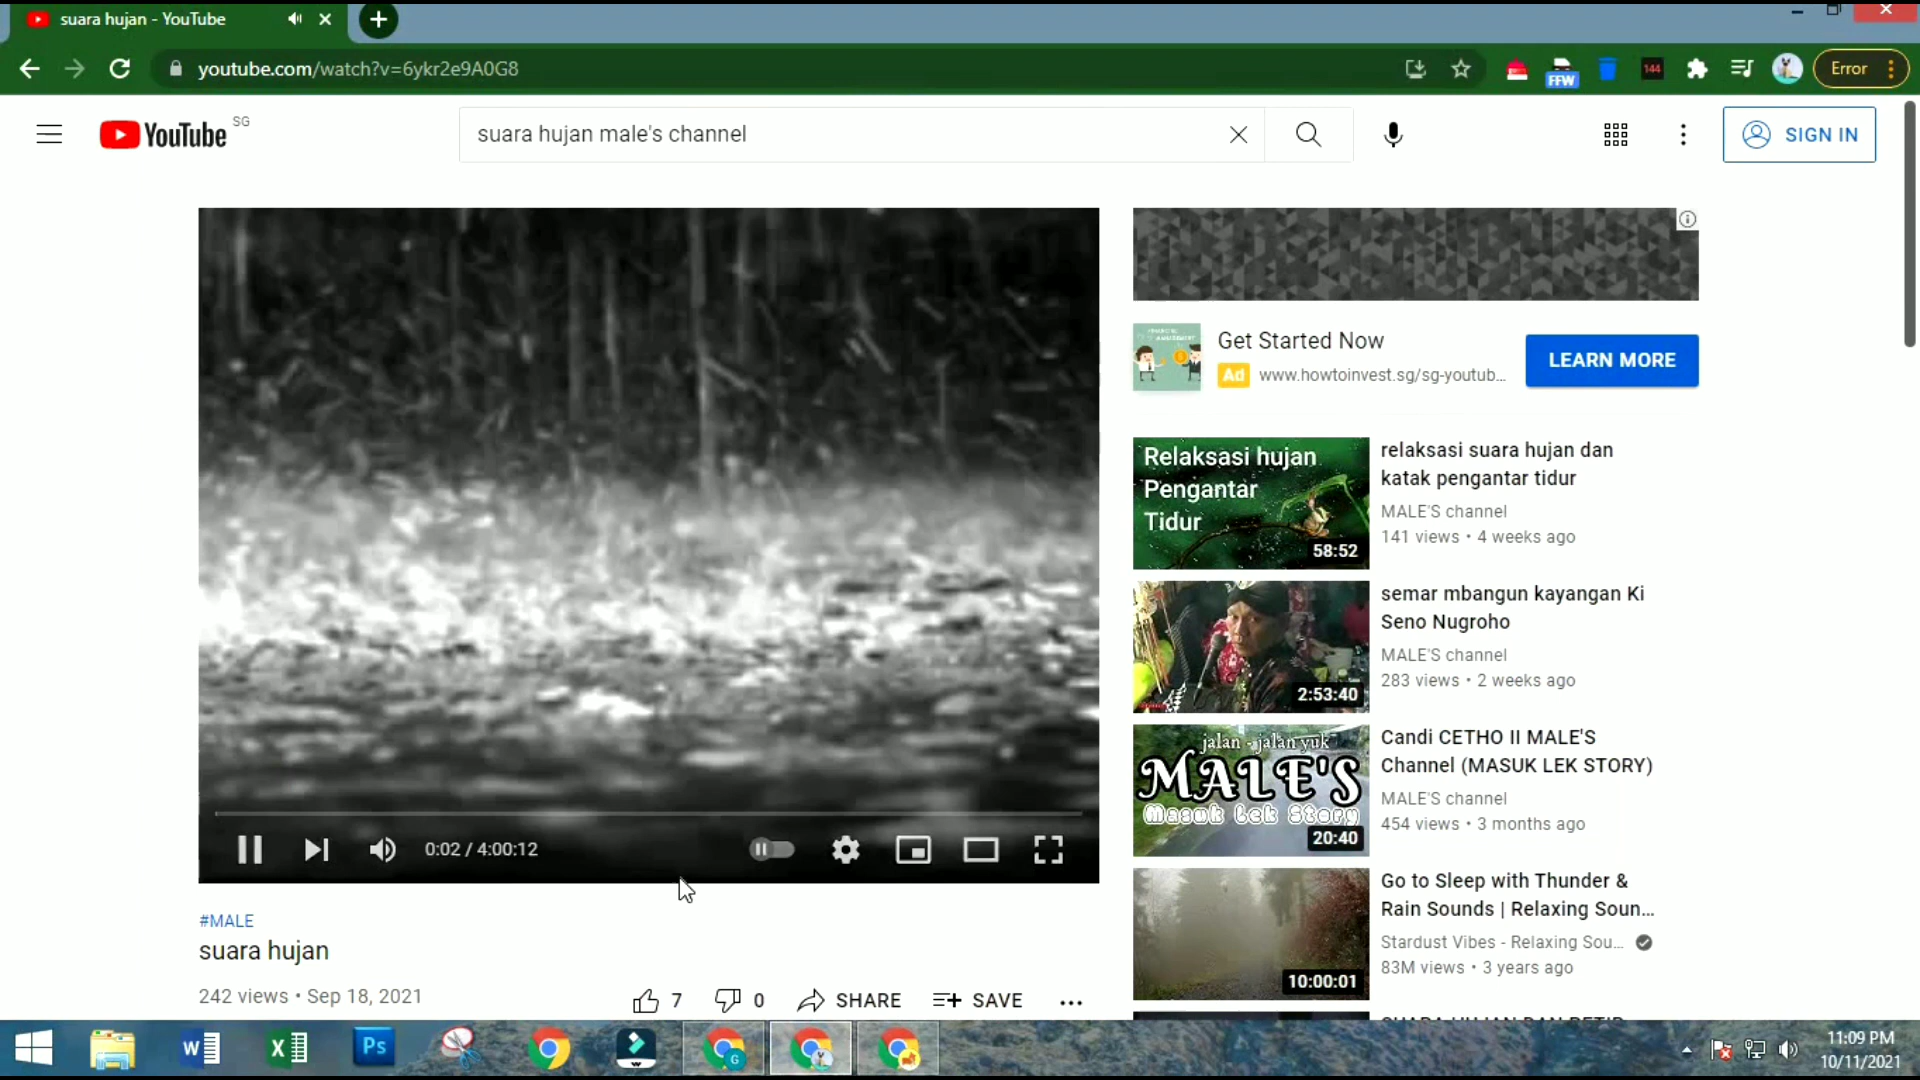 suara hujan - YouTube
youtube.com/watch?v=6ykr2e9A0G8
FFW
144
Error
YouTube SG
suara hujan male's channel
SIGN IN
Get Started Now
Ad www.howtoinvest.sg/sg-youtub...
LEARN MORE
Relaksasi hujan
Pengantar
Tidur
58:52
relaksasi suara hujan dan
katak pengantar tidur
MALE'S channel
141 views • 4 weeks ago
2:53:40
semar mbangun kayangan Ki
Seno Nugroho
MALE'S channel
283 views • 2 weeks ago
jalan - jalan yuk
MALE'S
Masuk Lek Story
20:40
Candi CETHO II MALE'S
Channel (MASUK LEK STORY)
MALE'S channel
454 views • 3 months ago
10:00:01
Go to Sleep with Thunder &
Rain Sounds | Relaxing Soun...
Stardust Vibes - Relaxing Sou...
83M views • 3 years ago
0:02 / 4:00:12
#MALE
suara hujan
242 views • Sep 18, 2021
7 0 SHARE SAVE
Ps
11:09 PM
10/11/2021